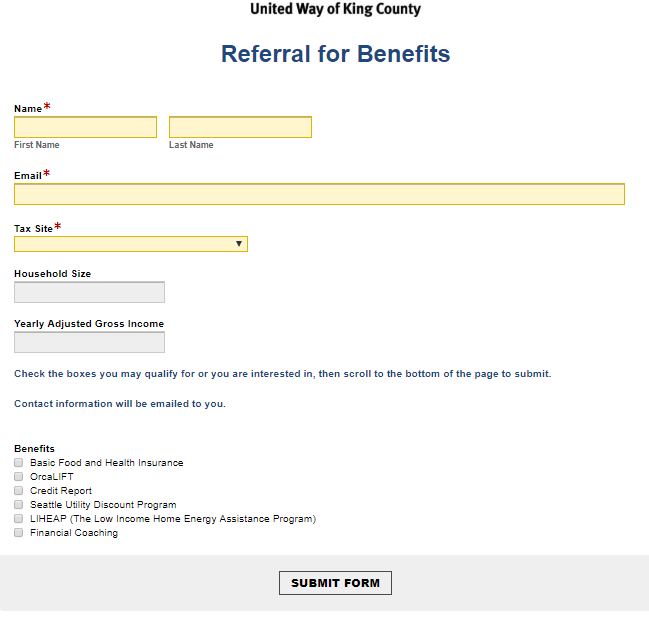 United Way of King County
Referral for Benefits
Name*
First Name Last Name
Email*
Tax Site*
Household Size
Yearly Adjusted Gross Income
Check the boxes you may qualify for or you are interested in, then scroll to the bottom of the page to submit.
Contact information will be emailed to you.
Benefits
Basic Food and Health Insurance
OrcaLIFT
Credit Report
Seattle Utility Discount Program
LIHEAP (The Low Income Home Energy Assistance Program)
Financial Coaching
SUBMIT FORM